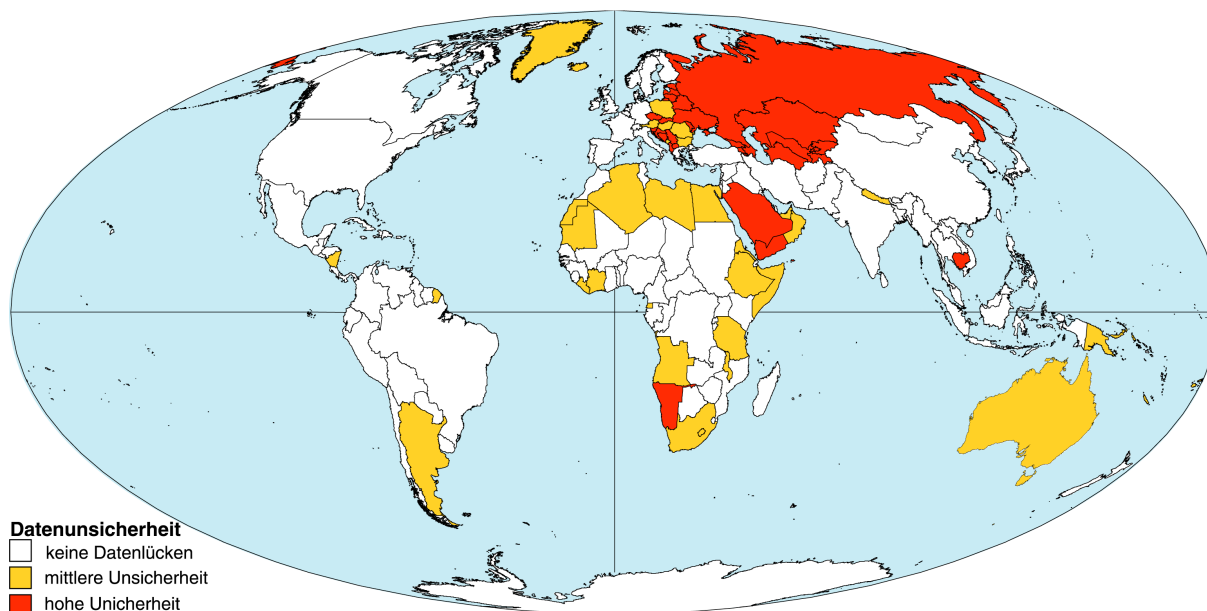 Datenunsicherheit
keine Datenlücken
mittlere Unsicherheit
hohe Unicherheit